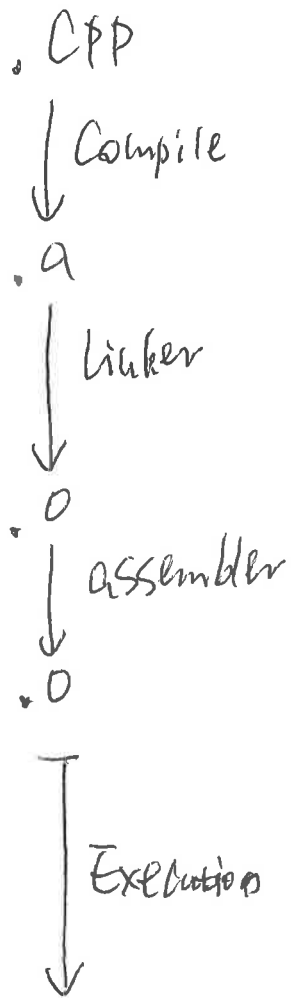 .cpp
Compile
.a
Linker
.o
assembler
.o
Execution